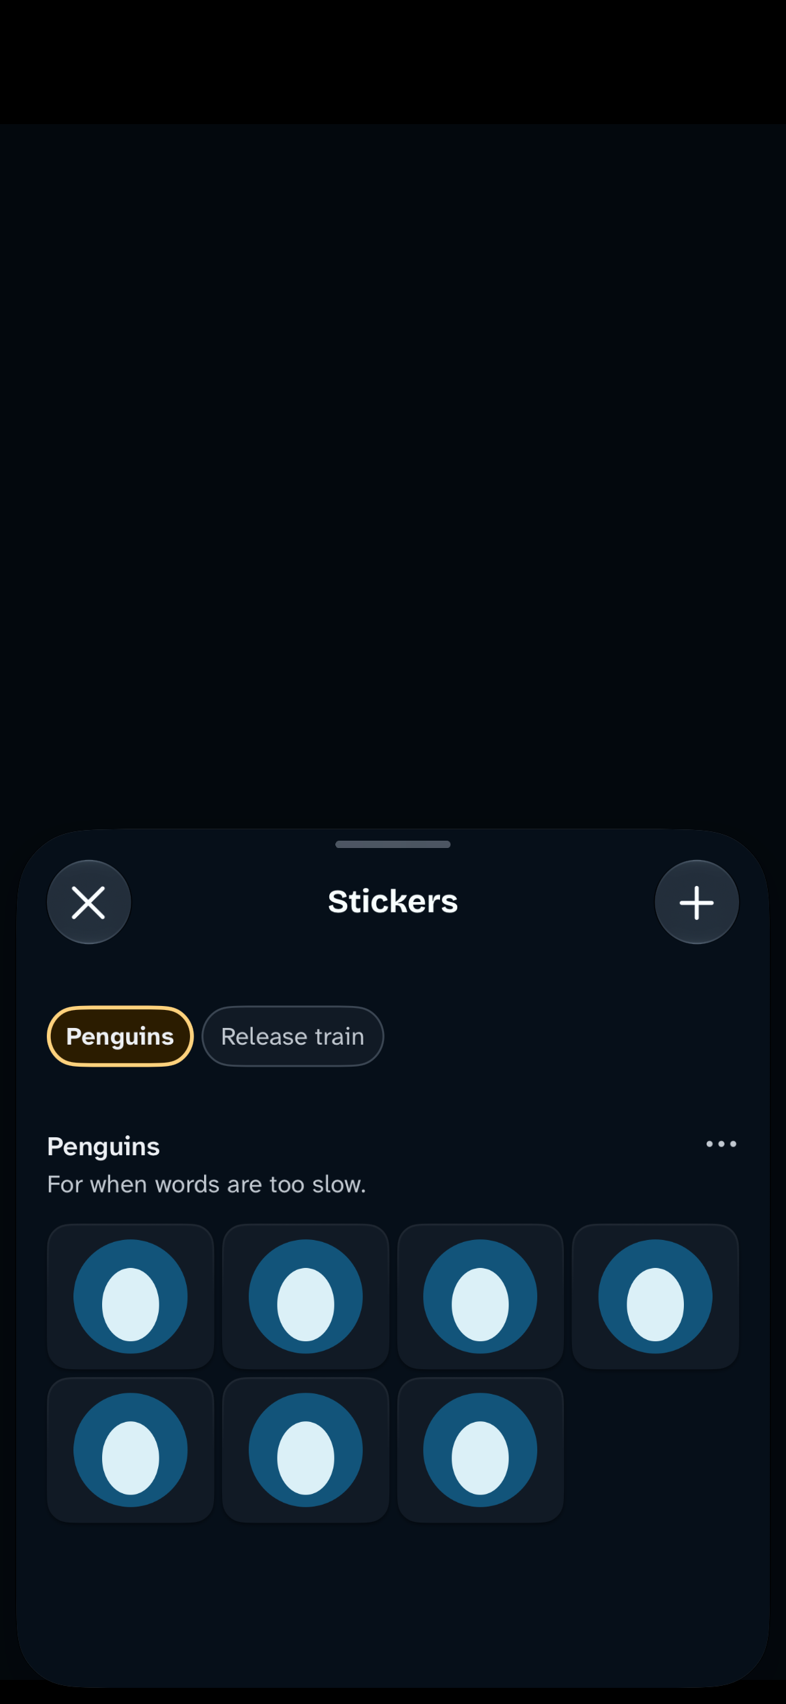 Stickers
Penguins
Release train
Penguins
For when words are too slow.